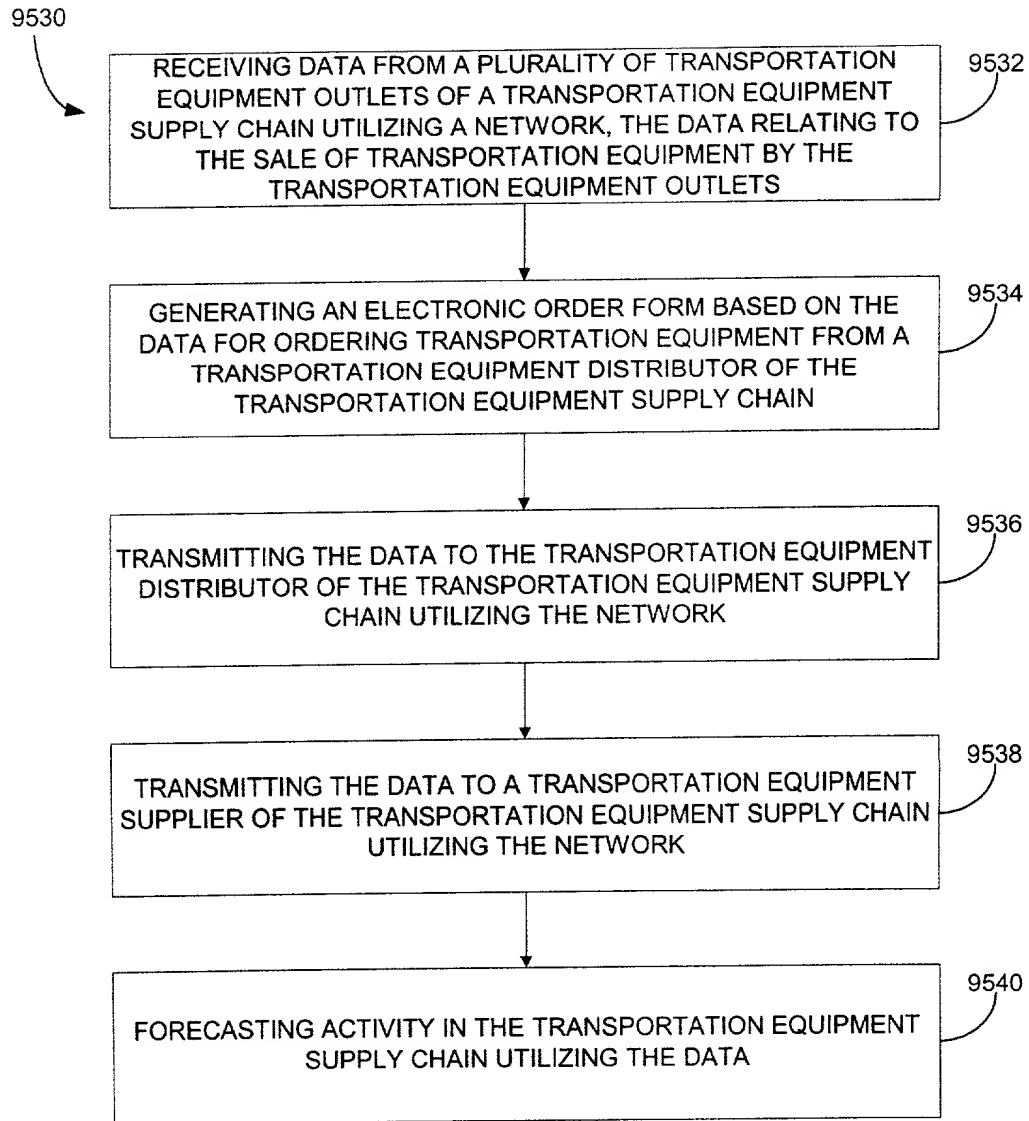 9530
RECEIVING DATA FROM A PLURALITY OF TRANSPORTATION
EQUIPMENT OUTLETS OF A TRANSPORTATION EQUIPMENT
SUPPLY CHAIN UTILIZING A NETWORK, THE DATA RELATING TO
THE SALE OF TRANSPORTATION EQUIPMENT BY THE
TRANSPORTATION EQUIPMENT OUTLETS
9532
GENERATING AN ELECTRONIC ORDER FORM BASED ON THE
DATA FOR ORDERING TRANSPORTATION EQUIPMENT FROM A
TRANSPORTATION EQUIPMENT DISTRIBUTOR OF THE
TRANSPORTATION EQUIPMENT SUPPLY CHAIN
9534
TRANSMITTING THE DATA TO THE TRANSPORTATION EQUIPMENT
DISTRIBUTOR OF THE TRANSPORTATION EQUIPMENT SUPPLY
CHAIN UTILIZING THE NETWORK
9536
TRANSMITTING THE DATA TO A TRANSPORTATION EQUIPMENT
SUPPLIER OF THE TRANSPORTATION EQUIPMENT SUPPLY CHAIN
UTILIZING THE NETWORK
9538
FORECASTING ACTIVITY IN THE TRANSPORTATION EQUIPMENT
SUPPLY CHAIN UTILIZING THE DATA
9540